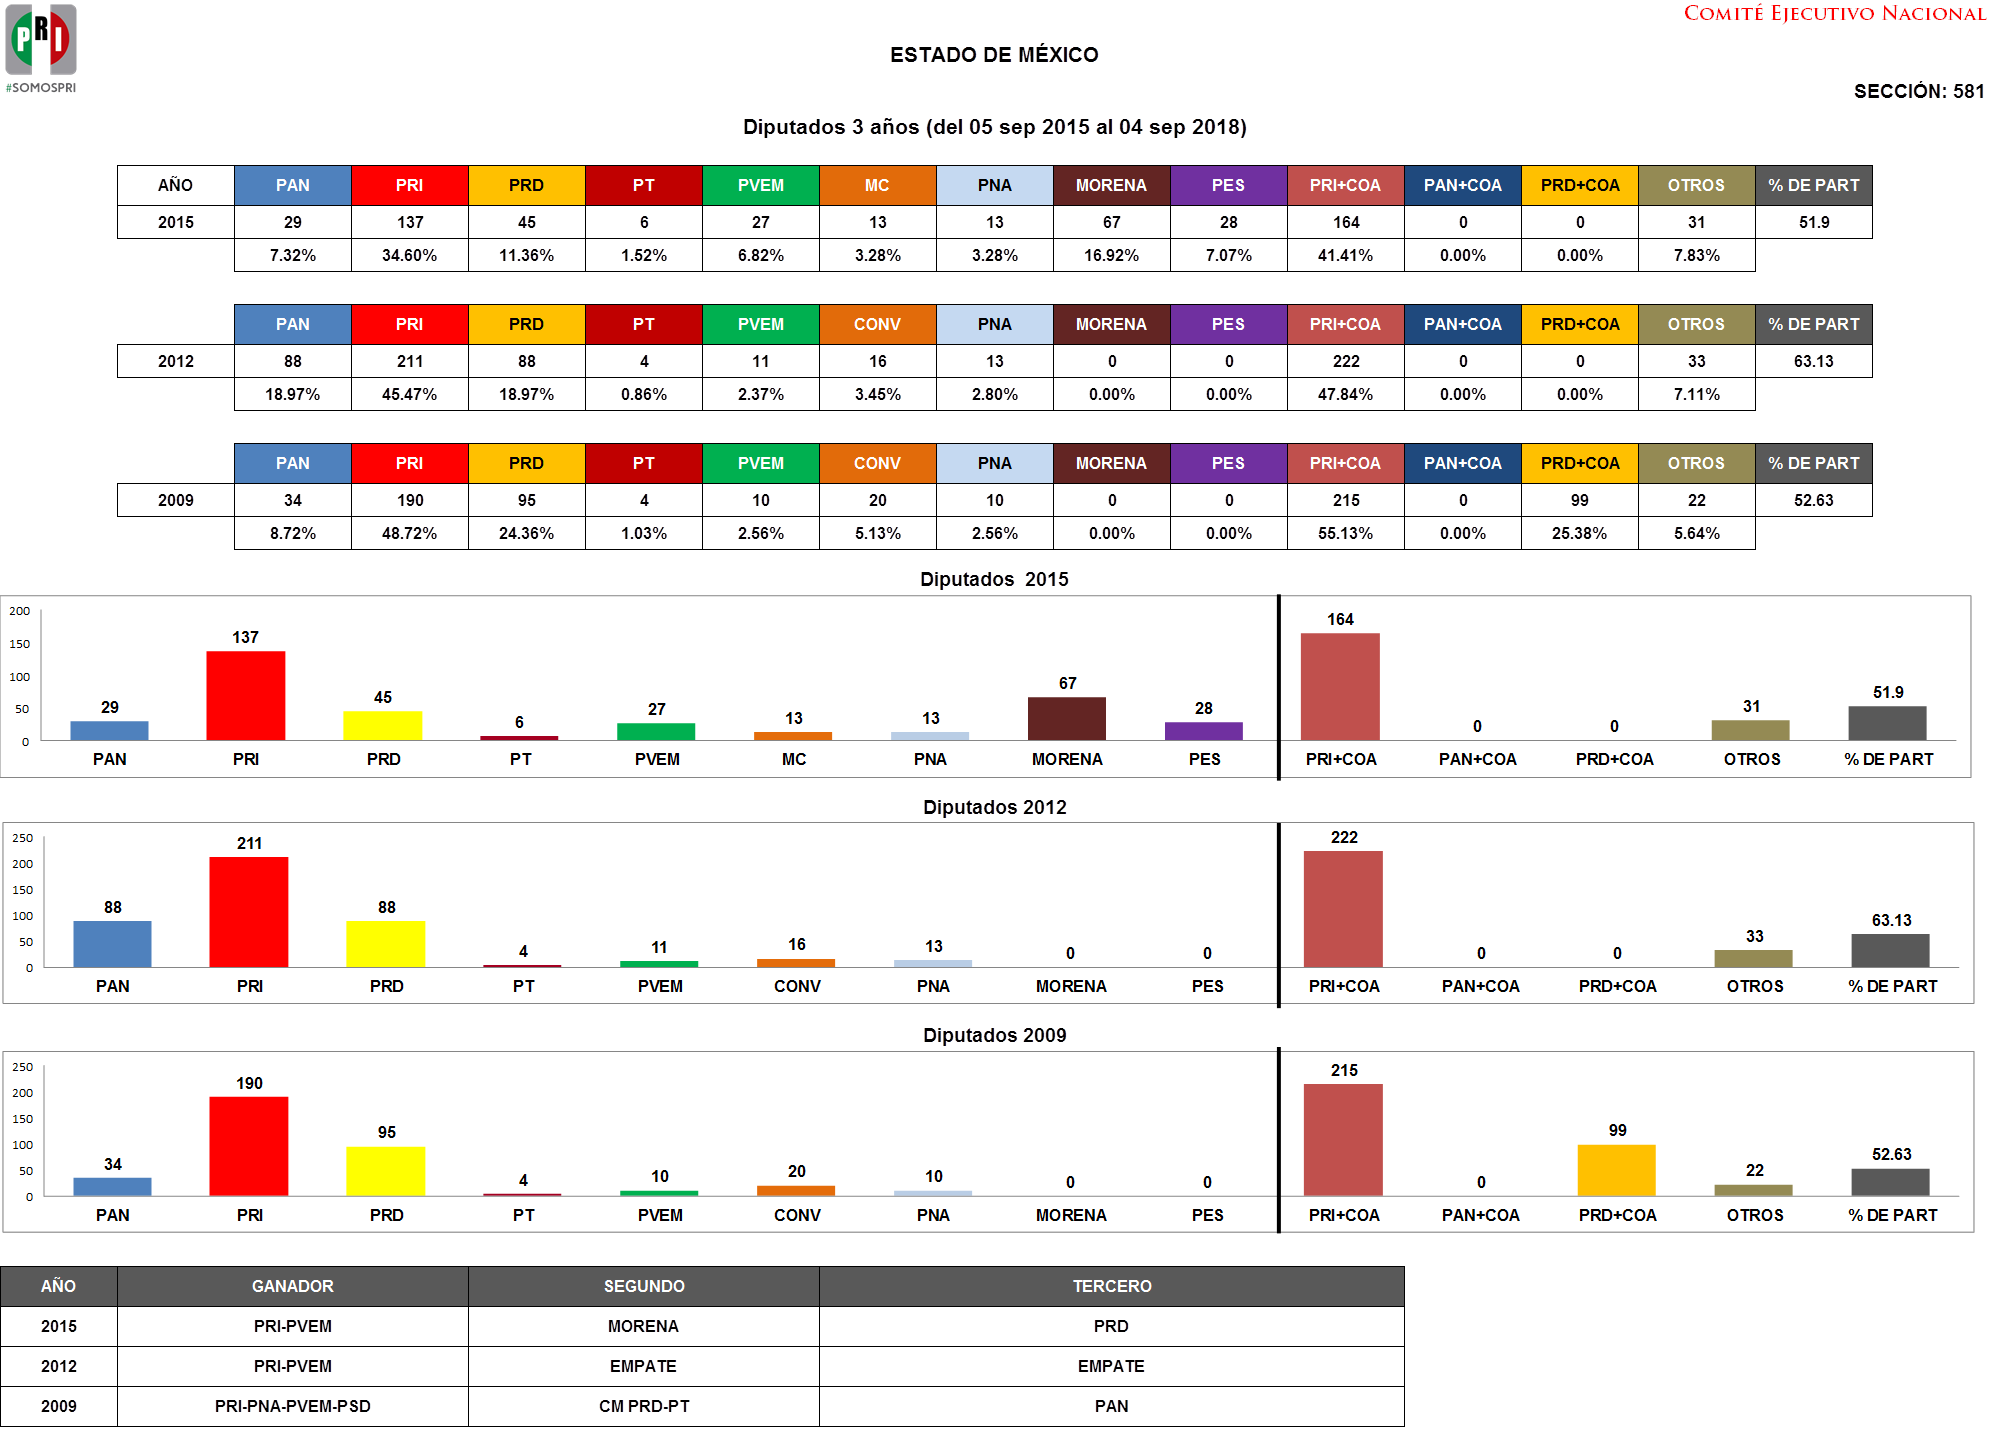 PRI
#SOMOSPRI
COMITÉ EJECUTIVO NACIONAL
ESTADO DE MÉXICO
SECCIÓN: 581
Diputados 3 años (del 05 sep 2015 al 04 sep 2018)
AÑO PAN PRI PRD PT PVEM MC PNA MORENA PES PRI+COA PAN+COA PRD+COA OTROS % DE PART
2015 29 137 45 6 27 13 13 67 28 164 0 0 31 51.9
7.32% 34.60% 11.36% 1.52% 6.82% 3.28% 3.28% 16.92% 7.07% 41.41% 0.00% 0.00% 7.83%
PAN PRI PRD PT PVEM CONV PNA MORENA PES PRI+COA PAN+COA PRD+COA OTROS % DE PART
2012 88 211 88 4 11 16 13 0 0 222 0 0 33 63.13
18.97% 45.47% 18.97% 0.86% 2.37% 3.45% 2.80% 0.00% 0.00% 47.84% 0.00% 0.00% 7.11%
PAN PRI PRD PT PVEM CONV PNA MORENA PES PRI+COA PAN+COA PRD+COA OTROS % DE PART
2009 34 190 95 4 10 20 10 0 0 215 0 99 22 52.63
8.72% 48.72% 24.36% 1.03% 2.56% 5.13% 2.56% 0.00% 0.00% 55.13% 0.00% 25.38% 5.64%
Diputados 2015
200
150
100
50
0
29 137 45 6 27 13 13 67 28 164 0 0 31 51.9
PAN PRI PRD PT PVEM MC PNA MORENA PES PRI+COA PAN+COA PRD+COA OTROS % DE PART
Diputados 2012
250
200
150
100
50
0
88 211 88 4 11 16 13 0 0 222 0 0 33 63.13
PAN PRI PRD PT PVEM CONV PNA MORENA PES PRI+COA PAN+COA PRD+COA OTROS % DE PART
Diputados 2009
250
200
150
100
50
0
34 190 95 4 10 20 10 0 0 215 0 99 22 52.63
PAN PRI PRD PT PVEM CONV PNA MORENA PES PRI+COA PAN+COA PRD+COA OTROS % DE PART
AÑO GANADOR SEGUNDO TERCERO
2015 PRI-PVEM MORENA PRD
2012 PRI-PVEM EMPATE EMPATE
2009 PRI-PNA-PVEM-PSD CM PRD-PT PAN